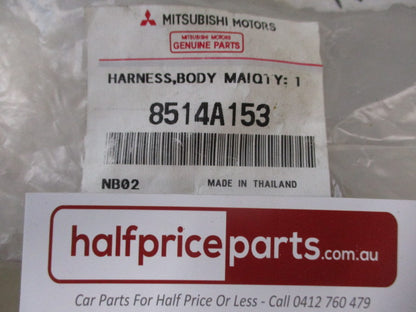 MITSUBISHI MOTORS
MITSUBISHI MOTORS
GENUINE PARTS
HARNESS,BODY MAIQTY: 1
8514A153
NB02 MADE IN THAILAND
halfpriceparts.com.au
Car Parts For Half Price Or Less - Call 0412 760 479